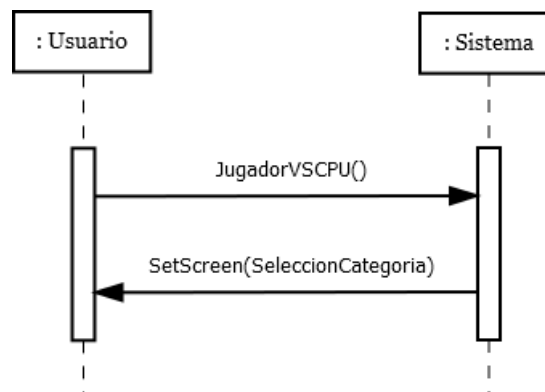 : Usuario
: Sistema
JugadorVSCPU()
SetScreen(SeleccionCategoria)